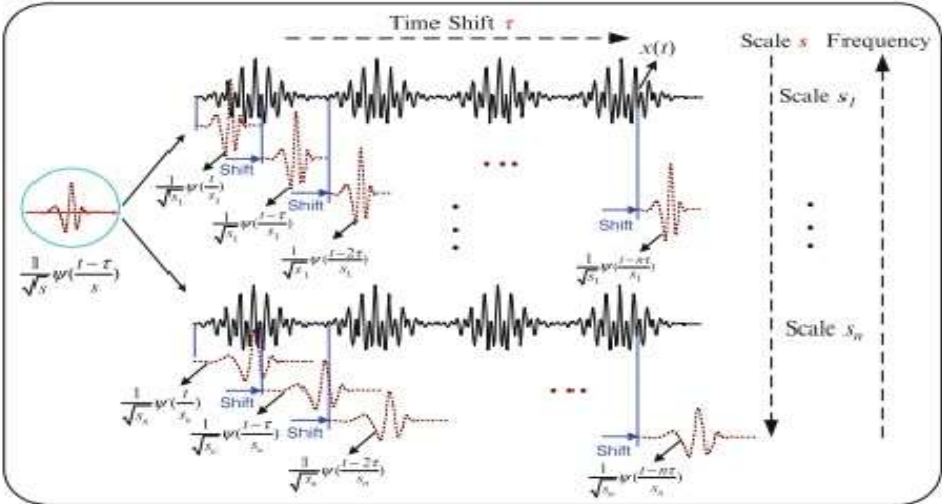 Time Shift τ
Scale s Frequency
x(t)
Scale s₁
Shift
1/√s₁ ψ(t/s₁)
Shift
1/√s₁ ψ((t−τ)/s₁)
1/√s₁ ψ((t−2τ)/s₁)
Shift
1/√s₁ ψ((t−nτ)/s₁)
1/√s ψ((t−τ)/s)
Scale sₙ
Shift
1/√sₙ ψ(t/sₙ)
Shift
1/√sₙ ψ((t−τ)/sₙ)
1/√sₙ ψ((t−2τ)/sₙ)
Shift
1/√sₙ ψ((t−nτ)/sₙ)